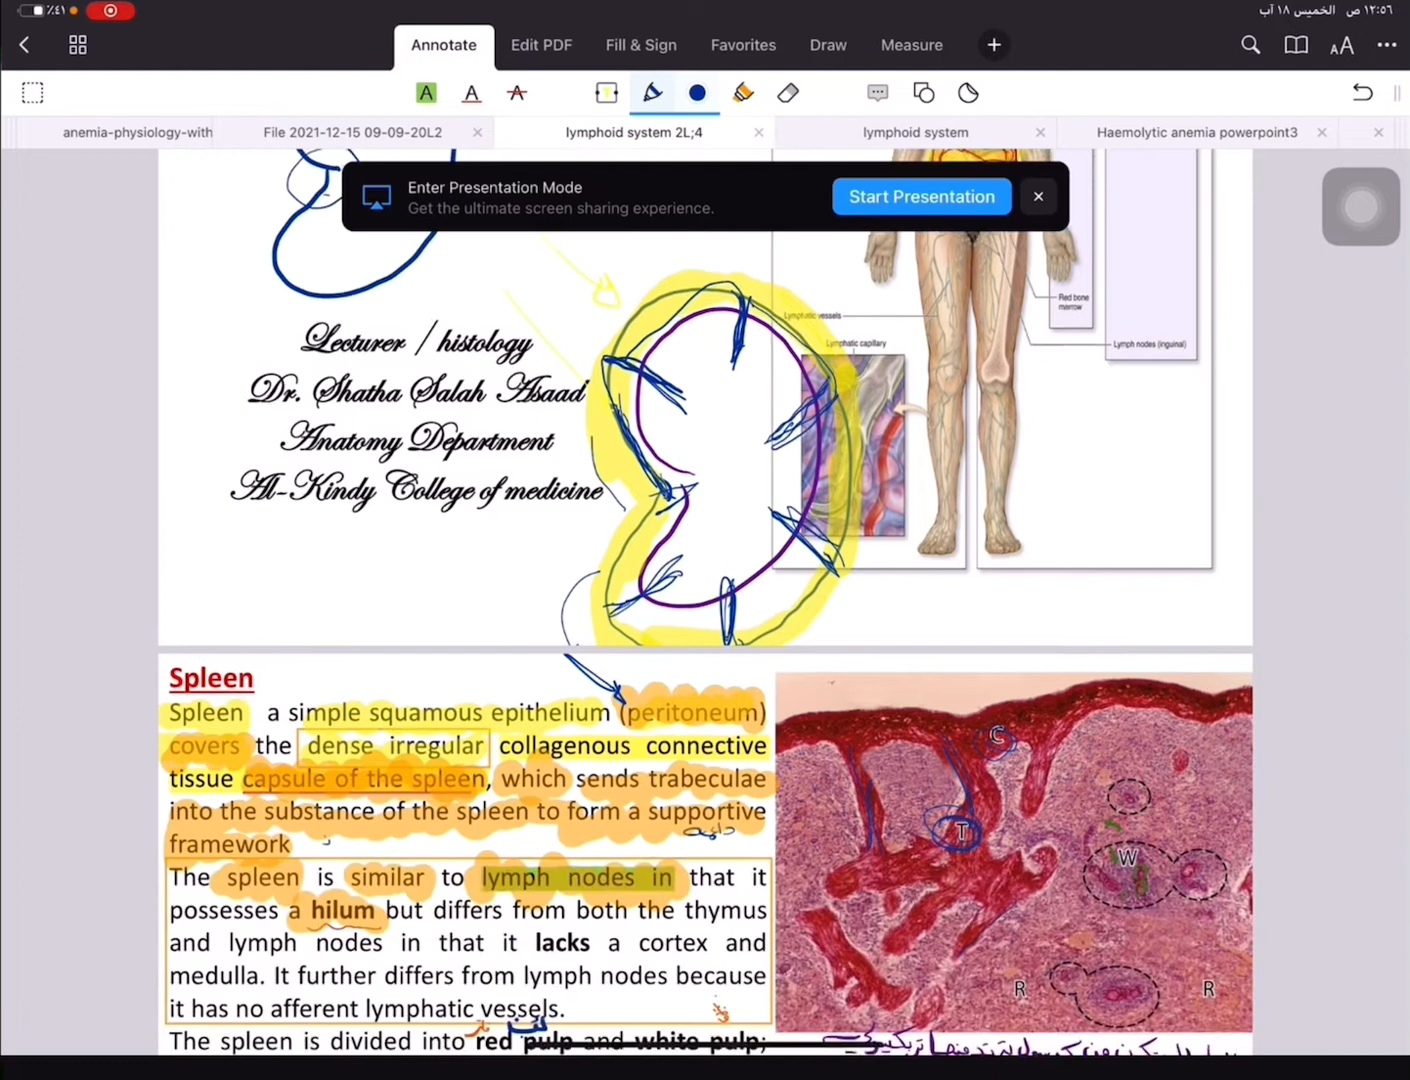 ٪٤١
١٢:٥٦ ص الخميس ١٨ آب
Annotate
Edit PDF
Fill & Sign
Favorites
Draw
Measure
anemia-physiology-with
File 2021-12-15 09-09-20L2
lymphoid system 2L;4
lymphoid system
Haemolytic anemia powerpoint3
Enter Presentation Mode
Get the ultimate screen sharing experience.
Start Presentation
Lymphatic vessels
Lymphatic capillary
Red bone
marrow
Lymph nodes (inguinal)
Lecturer / histology
Dr. Shatha Salah Asaad
Anatomy Department
Al-Kindy College of medicine
Spleen
Spleen a simple squamous epithelium (peritoneum)
covers the dense irregular collagenous connective
tissue capsule of the spleen, which sends trabeculae
into the substance of the spleen to form a supportive
framework
The spleen is similar to lymph nodes in that it
possesses a hilum but differs from both the thymus
and lymph nodes in that it lacks a cortex and
medulla. It further differs from lymph nodes because
it has no afferent lymphatic vessels.
The spleen is divided into red pulp and white pulp;
C
T
W
R
R